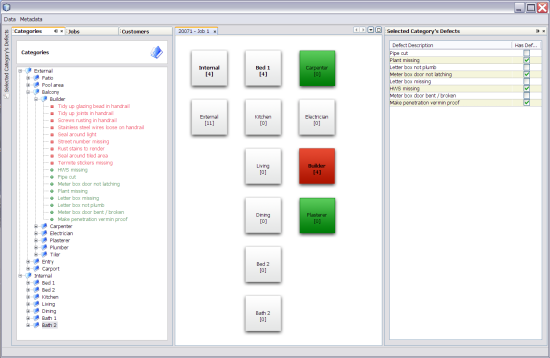 Data Metadata
Selected Category's Defects
Categories Jobs Customers
Categories
External
Patio
Pool area
Balcony
Builder
Tidy up glazing bead in handrail
Tidy up joints in handrail
Screws rusting in handrail
Stainless steel wires loose on handrail
Seal around light
Street number missing
Rust stains to render
Seal around tiled area
Termite stickers missing
HWS missing
Pipe cut
Meter box door not latching
Plant missing
Letter box missing
Letter box not plumb
Meter box door bent / broken
Make penetration vermin proof
Carpenter
Electrician
Plasterer
Plumber
Tiler
Entry
Carport
Internal
Bed 1
Bed 2
Kitchen
Living
Dining
Bath 1
Bath 2
20071 - Job 1
Internal
[4]
Bed 1
[4]
Carpenter
[0]
External
[11]
Kitchen
[0]
Electrician
[0]
Living
[0]
Builder
[4]
Dining
[0]
Plasterer
[0]
Bed 2
[0]
Bath 2
[0]
Selected Category's Defects
Defect Description Has Def...
Pipe cut
Plant missing
Letter box not plumb
Meter box door not latching
Letter box missing
HWS missing
Meter box door bent / broken
Make penetration vermin proof